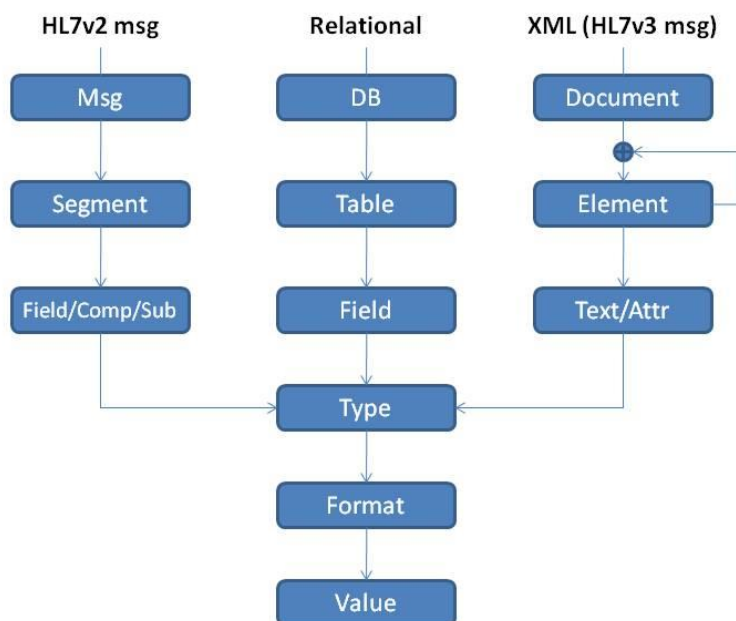 HL7v2 msg
Relational
XML (HL7v3 msg)
Msg
DB
Document
Segment
Table
Element
Field/Comp/Sub
Field
Text/Attr
Type
Format
Value